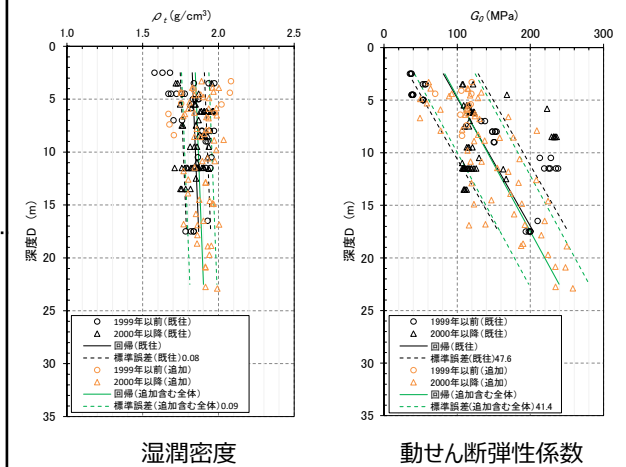 ρt(g/cm³)
1.0 1.5 2.0 2.5
0
5
10
15
20
25
30
35
深度D (m)
1999年以前(既往)
2000年以降(既往)
回帰(既往)
標準誤差(既往)0.08
1999年以前(追加)
2000年以降(追加)
回帰(追加含む全体)
標準誤差(追加含む全体)0.09
湿潤密度
G0(MPa)
0 100 200 300
0
5
10
15
20
25
30
35
深度D (m)
1999年以前(既往)
2000年以降(既往)
回帰(既往)
標準誤差(既往)47.6
1999年以前(追加)
2000年以降(追加)
回帰(追加含む全体)
標準誤差(追加含む全体)41.4
動せん断弾性係数